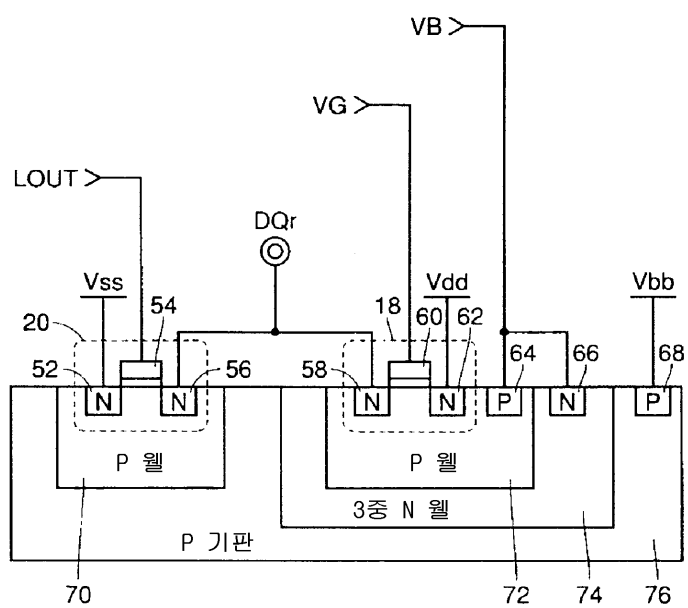 VB
VG
LOUT
DQr
Vss
54
Vdd
Vbb
20
18
60
62
52
56
58
64
66
68
N
N
N
N
P
N
P
P 웰
P 웰
3중 N 웰
P 기판
70
72
74
76